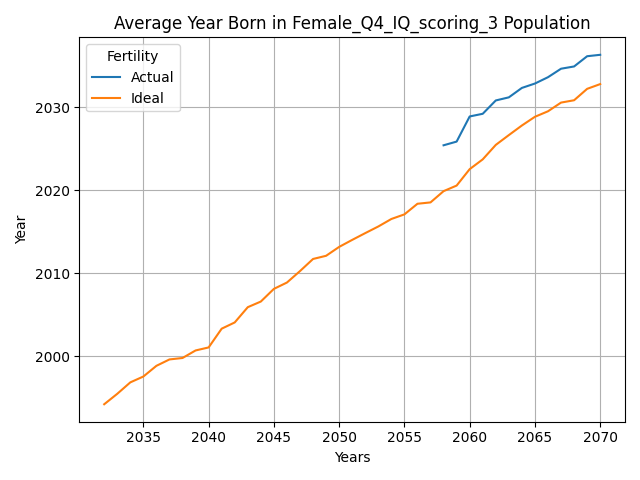 Average Year Born in Female_Q4_IQ_scoring_3 Population
Fertility
Actual
Ideal
2030
2020
2010
2000
Year
2035 2040 2045 2050 2055 2060 2065 2070
Years